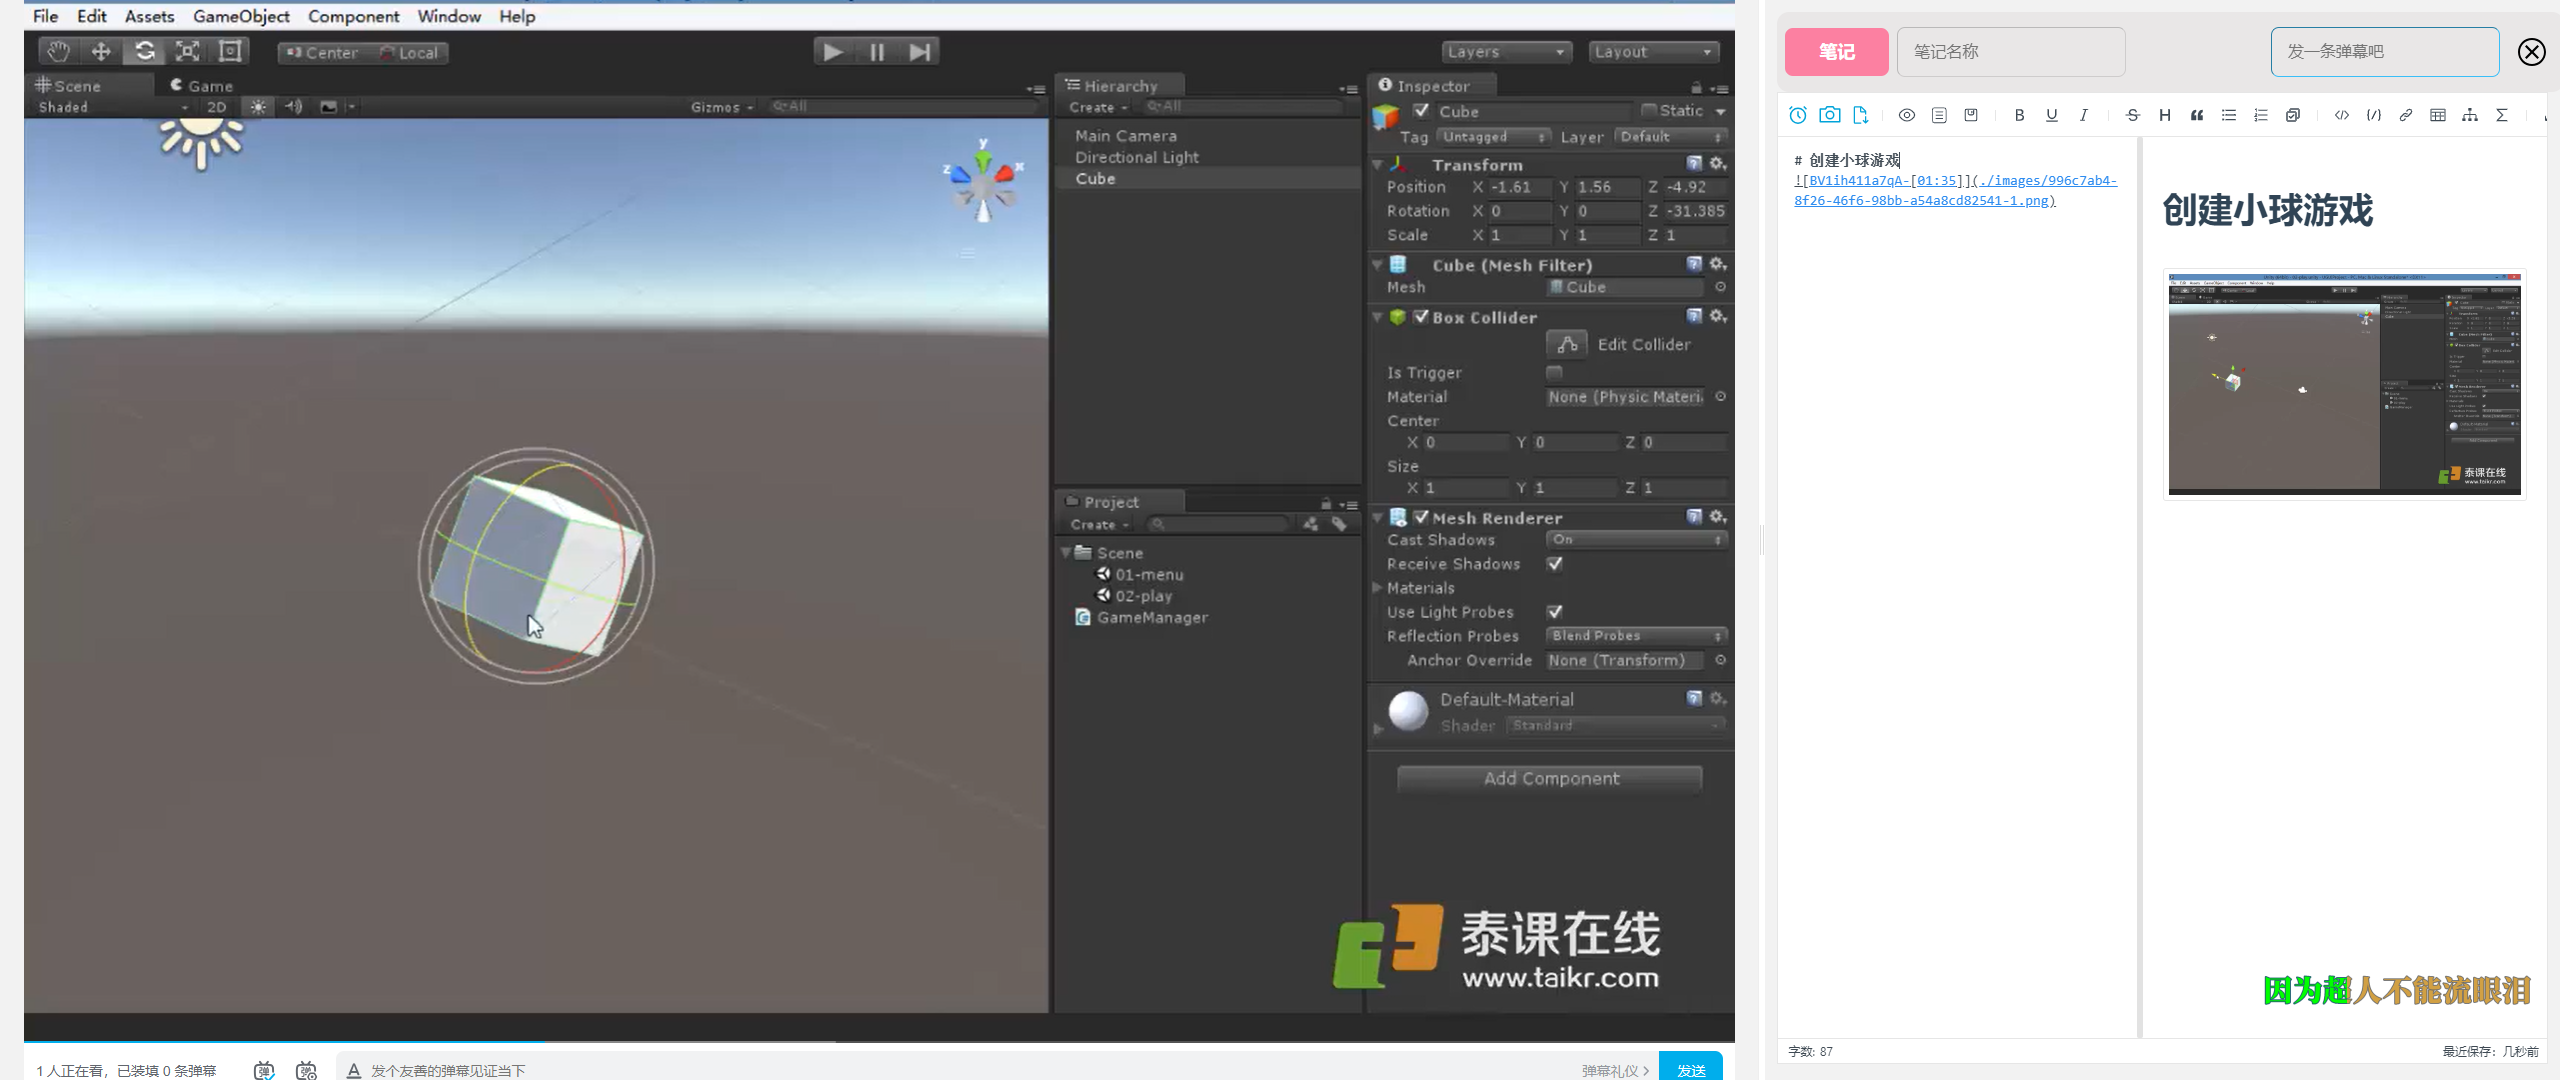 File Edit Assets GameObject Component Window Help
Center Local
Layers Layout
Scene Game
Shaded 2D Gizmos All
Hierarchy
Create All
Main Camera
Directional Light
Cube
Project
Create
Scene
01-menu
02-play
GameManager
Inspector
Cube Static
Tag Untagged Layer Default
Transform
Position X -1.61 Y 1.56 Z -4.92
Rotation X 0 Y 0 Z -31.385
Scale X 1 Y 1 Z 1
Cube (Mesh Filter)
Mesh Cube
Box Collider
Edit Collider
Is Trigger
Material None (Physic Materi
Center
X 0 Y 0 Z 0
Size
X 1 Y 1 Z 1
Mesh Renderer
Cast Shadows On
Receive Shadows
Materials
Use Light Probes
Reflection Probes Blend Probes
Anchor Override None (Transform)
Default-Material
Shader Standard
Add Component
y
z x
泰课在线
www.taikr.com
1 人正在看，已装填 0 条弹幕 发个友善的弹幕见证当下 弹幕礼仪 > 发送
笔记 笔记名称 发一条弹幕吧
# 创建小球游戏
![BV1ih411a7qA-[01:35]](./images/996c7ab4-
8f26-46f6-98bb-a54a8cd82541-1.png)
创建小球游戏
泰课在线
www.taikr.com
因为超人不能流眼泪
字数: 87 最近保存：几秒前